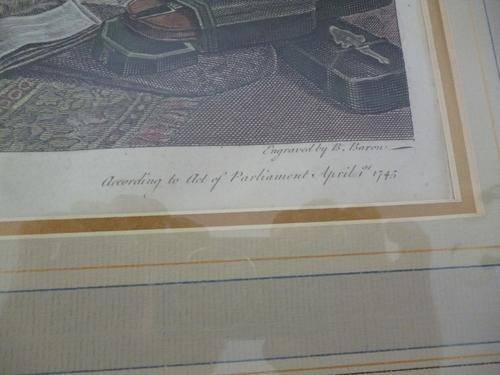 Engraved by B. Baron.
According to Act of Parliament April 1st 1745